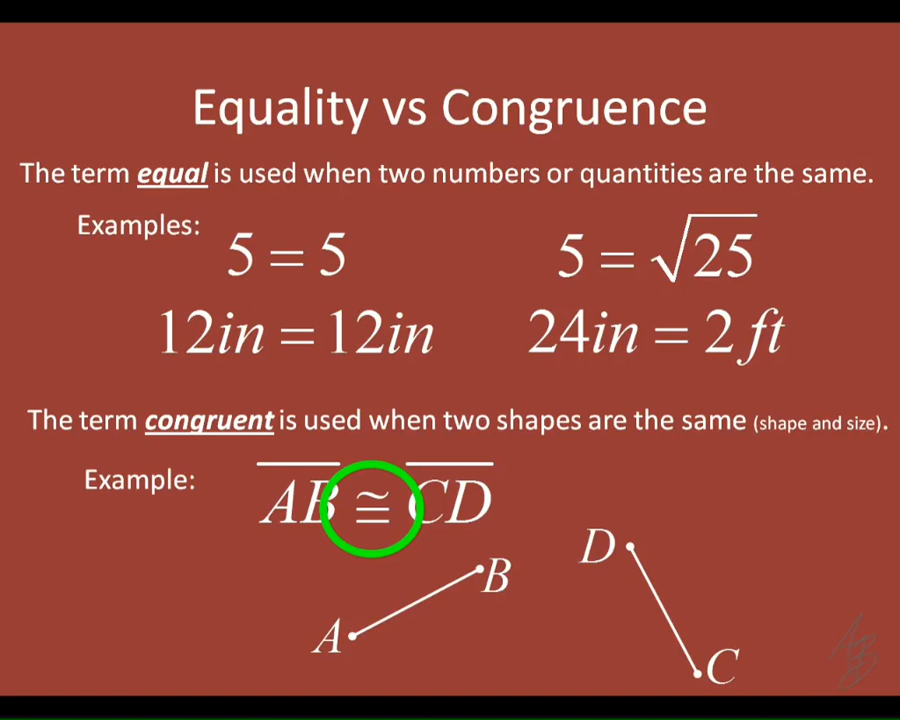 Equality vs Congruence
The term equal is used when two numbers or quantities are the same.
Examples:
5 = 5
5 = √25
12in = 12in
24in = 2 ft
The term congruent is used when two shapes are the same (shape and size).
Example:
A̅B̅ ≅ C̅D̅
D
B
A
C